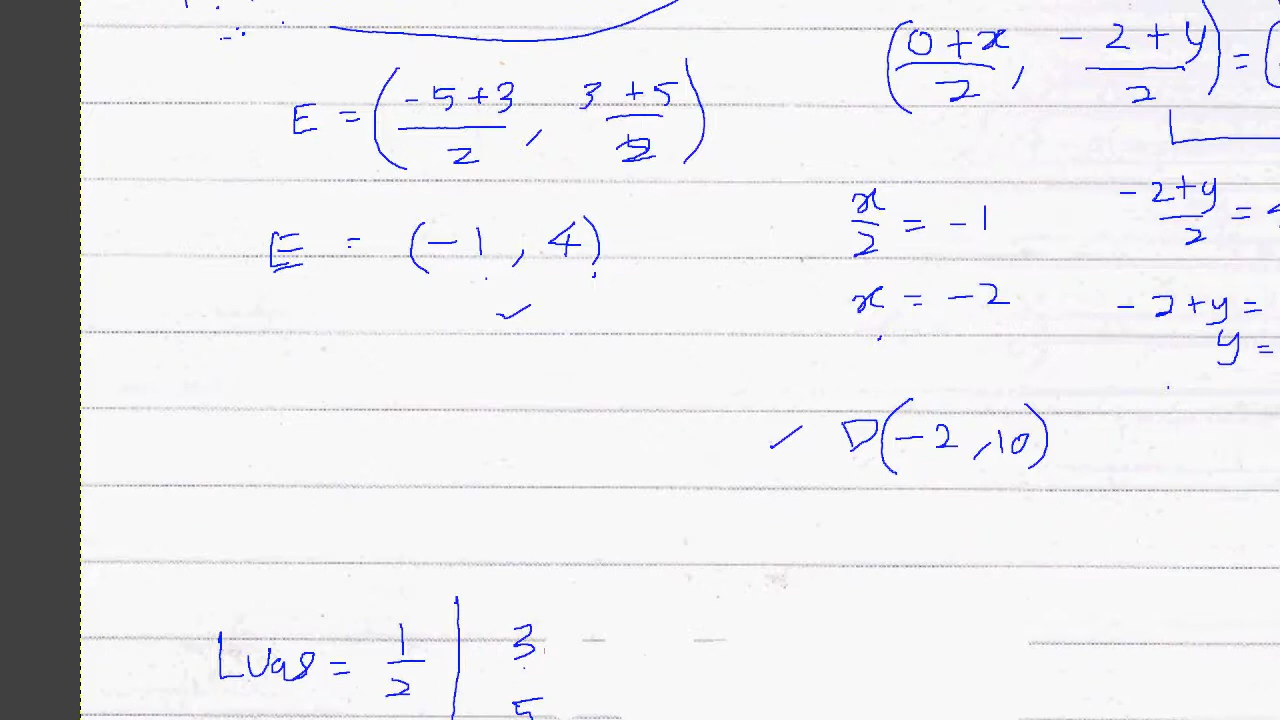 ∴
E = ( (-5+3)/2 , (3+5)/2 )
E = (-1, 4)
( (0+x)/2 , (-2+y)/2 ) = (
x/2 = -1
x = -2
(-2+y)/2 = 4
-2+y =
y =
D(-2,10)
= 1/2 | 3
5